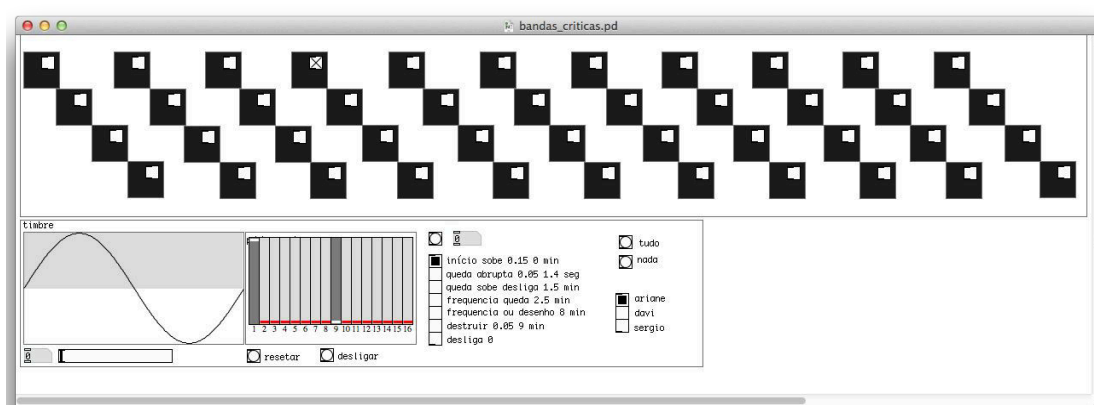 bandas_criticas.pd
timbre
0
início sobe 0.15 0 min
queda abrupta 0.05 1.4 seg
queda sobe desliga 1.5 min
frequencia queda 2.5 min
frequencia ou desenho 8 min
destruir 0.05 9 min
desliga 0
tudo
nada
ariane
davi
sergio
1 2 3 4 5 6 7 8 9 10 11 12 13 14 15 16
0
resetar
desligar